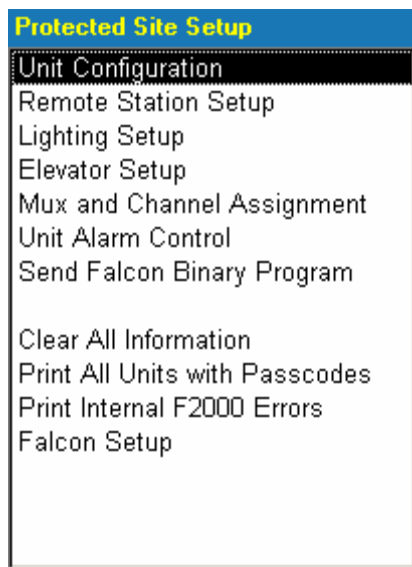 Protected Site Setup
Unit Configuration
Remote Station Setup
Lighting Setup
Elevator Setup
Mux and Channel Assignment
Unit Alarm Control
Send Falcon Binary Program
Clear All Information
Print All Units with Passcodes
Print Internal F2000 Errors
Falcon Setup